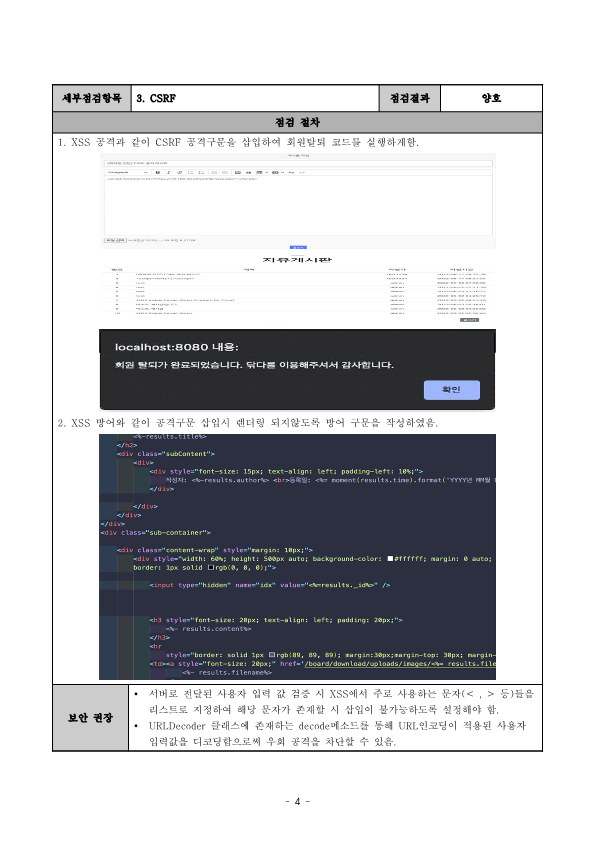 세부점검항목 3. CSRF 점검결과 양호
점검 절차
1. XSS 공격과 같이 CSRF 공격구문을 삽입하여 회원탈퇴 코드를 실행하게함.
자유게시판
localhost:8080 내용:
회원 탈퇴가 완료되었습니다. 닦다를 이용해주셔서 감사합니다.
확인
2. XSS 방어와 같이 공격구문 삽입시 렌더링 되지않도록 방어 구문을 작성하였음.
<%-results.title%>
</h2>
<div class="subContent">
<div>
<div style="font-size: 15px; text-align: left; padding-left: 10%;">
작성자: <%-results.author%> <br>등록일: <%= moment(results.time).format('YYYY년 MM월
</div>
</div>
</div>
</div>
<div class="sub-container">
<div class="content-wrap" style="margin: 10px;">
<div style="width: 60%; height: 500px auto; background-color: #ffffff; margin: 0 auto;
border: 1px solid rgb(0, 0, 0);">
<input type="hidden" name="idx" value="<%=results._id%>" />
<h3 style="font-size: 20px; text-align: left; padding: 20px;">
<%- results.content%>
</h3>
<hr
style="border: solid 1px rgb(89, 89, 89); margin:30px;margin-top: 30px; margin-
<td><a style="font-size: 20px;" href='/board/download/uploads/images/<%= results.file
<%- results.filename%>
보안 권장
• 서버로 전달된 사용자 입력 값 검증 시 XSS에서 주로 사용하는 문자(< , > 등)들을
리스트로 지정하여 해당 문자가 존재할 시 삽입이 불가능하도록 설정해야 함.
• URLDecoder 클래스에 존재하는 decode메소드를 통해 URL인코딩이 적용된 사용자
입력값을 디코딩함으로써 우회 공격을 차단할 수 있음.
- 4 -